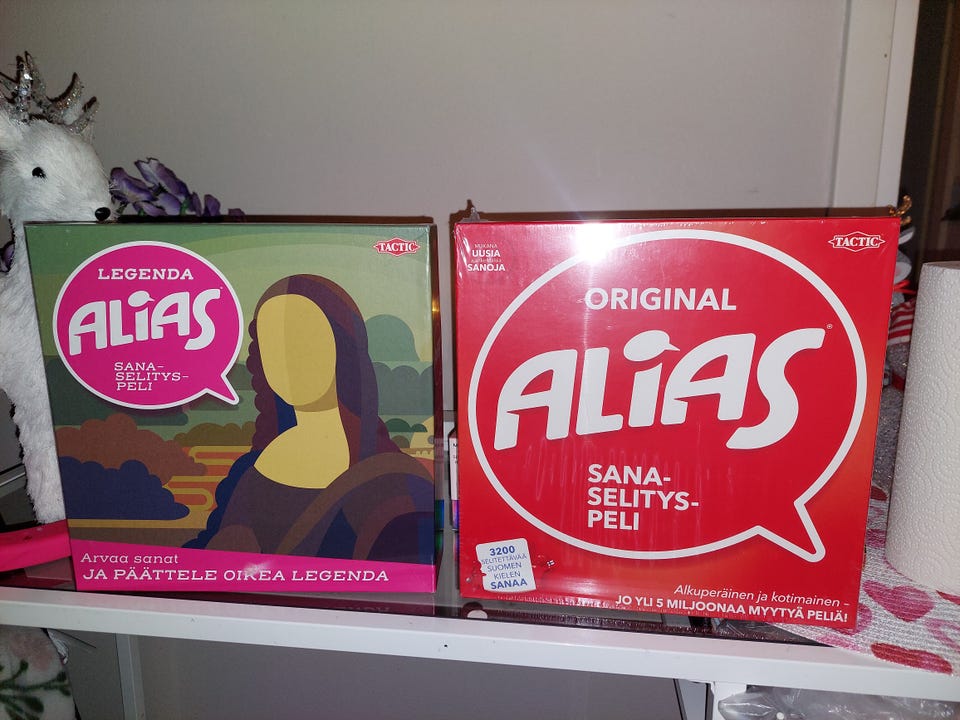 LEGENDA
ALIAS
SANA-
SELITYS-
PELI
TACTIC
Arvaa sanat
JA PÄÄTTELE OIKEA LEGENDA
MUKANA
UUSIA
SANOJA
TACTIC
ORIGINAL
ALIAS
SANA-
SELITYS-
PELI
3200
SELITETTÄVÄÄ
SUOMEN
KIELEN
SANAA
Alkuperäinen ja kotimainen –
JO YLI 5 MILJOONAA MYYTYÄ PELIÄ!